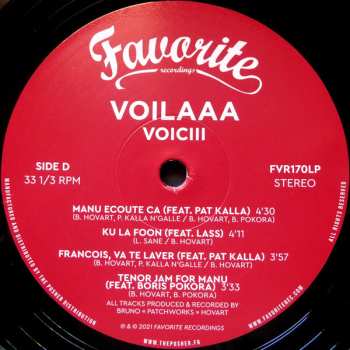 Favorite
recordings
VOILAAA
VOICIII
SIDE D
33 1/3 RPM
FVR170LP
STEREO
MANU ECOUTE CA (FEAT. PAT KALLA) 4'30
(B. HOVART, P. KALLA N'GALLE / B. HOVART, B. POKORA)
KU LA FOON (FEAT. LASS) 4'11
(L. SANE / B. HOVART)
FRANCOIS, VA TE LAVER (FEAT. PAT KALLA) 3'57
(B. HOVART, P. KALLA N'GALLE / B. HOVART)
TENOR JAM FOR MANU
(FEAT. BORIS POKORA) 3'33
(B. HOVART / B. HOVART, B. POKORA)
ALL TRACKS PRODUCED & RECORDED BY
BRUNO « PATCHWORKS » HOVART
℗ & © 2021 FAVORITE RECORDINGS
MANUFACTURED AND DISTRIBUTED BY THE PUSHER DISTRIBUTION
WWW.THEPUSHER.FR
WWW.FAVORITEREC.COM
ALL RIGHTS RESERVED